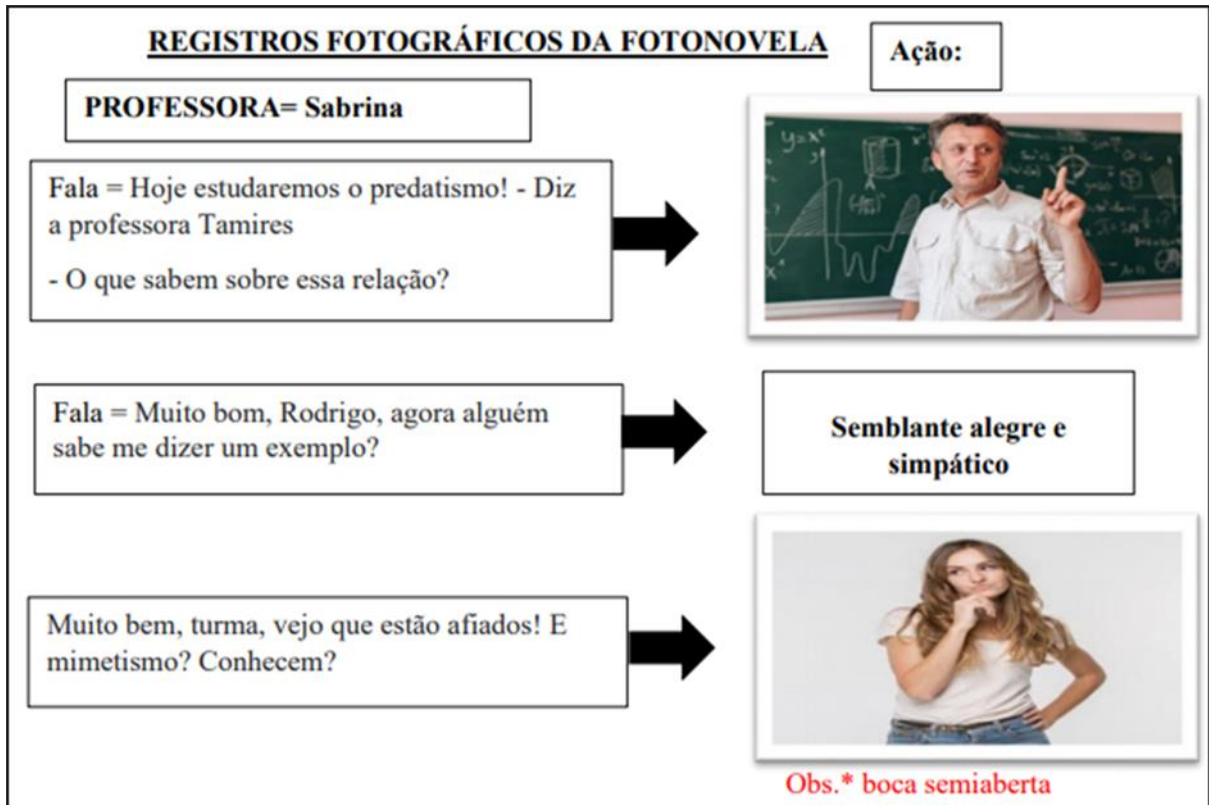 REGISTROS FOTOGRÁFICOS DA FOTONOVELA
Ação:
PROFESSORA= Sabrina
Fala = Hoje estudaremos o predatismo! - Diz
a professora Tamires
- O que sabem sobre essa relação?
y=x²
Fala = Muito bom, Rodrigo, agora alguém
sabe me dizer um exemplo?
Semblante alegre e
simpático
Muito bem, turma, vejo que estão afiados! E
mimetismo? Conhecem?
Obs.* boca semiaberta